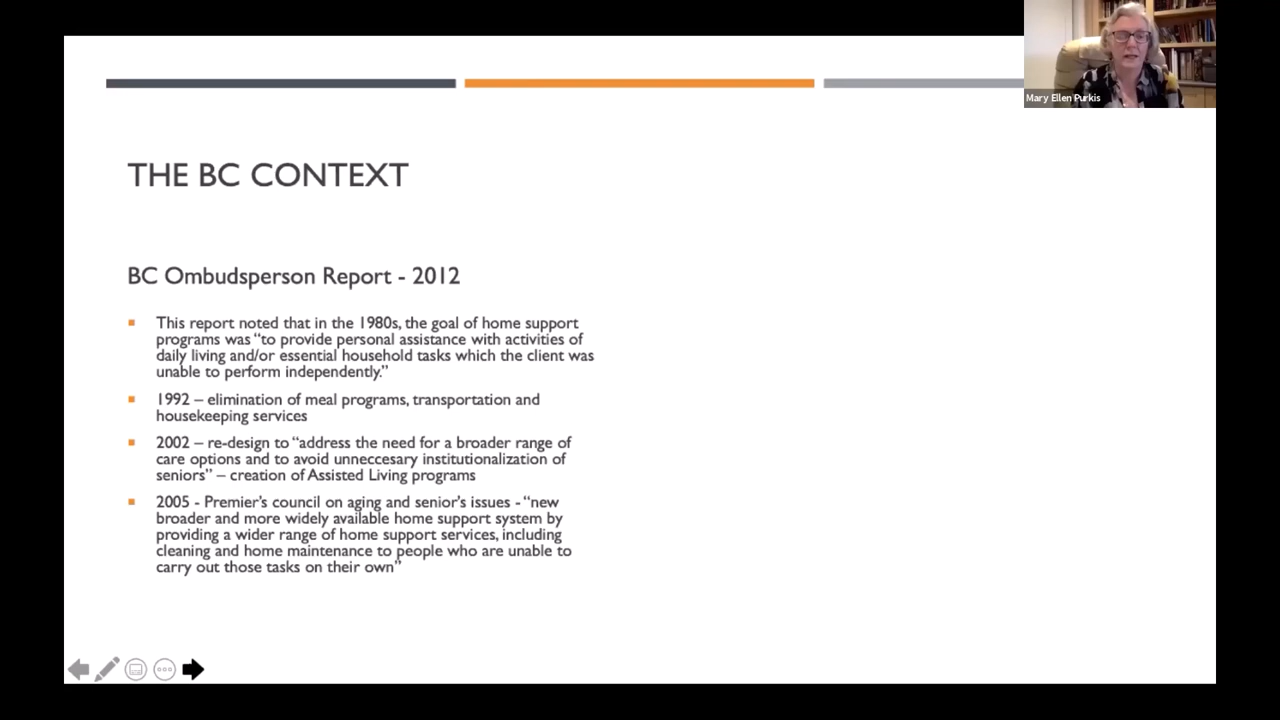 Mary Ellen Purkis
THE BC CONTEXT
BC Ombudsperson Report - 2012
This report noted that in the 1980s, the goal of home support
programs was “to provide personal assistance with activities of
daily living and/or essential household tasks which the client was
unable to perform independently.”
1992 – elimination of meal programs, transportation and
housekeeping services
2002 – re-design to “address the need for a broader range of
care options and to avoid unneccesary institutionalization of
seniors” – creation of Assisted Living programs
2005 - Premier’s council on aging and senior’s issues - “new
broader and more widely available home support system by
providing a wider range of home support services, including
cleaning and home maintenance to people who are unable to
carry out those tasks on their own”